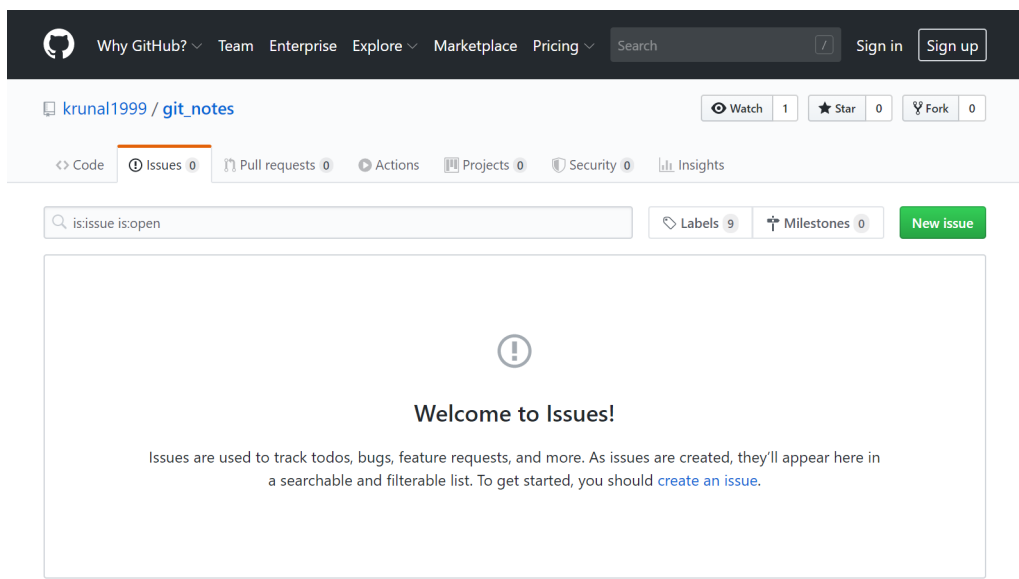 Why GitHub? Team Enterprise Explore Marketplace Pricing Search / Sign in Sign up
krunal1999 / git_notes Watch 1 Star 0 Fork 0
<> Code Issues 0 Pull requests 0 Actions Projects 0 Security 0 Insights
is:issue is:open Labels 9 Milestones 0 New issue
Welcome to Issues!
Issues are used to track todos, bugs, feature requests, and more. As issues are created, they’ll appear here in
a searchable and filterable list. To get started, you should create an issue.